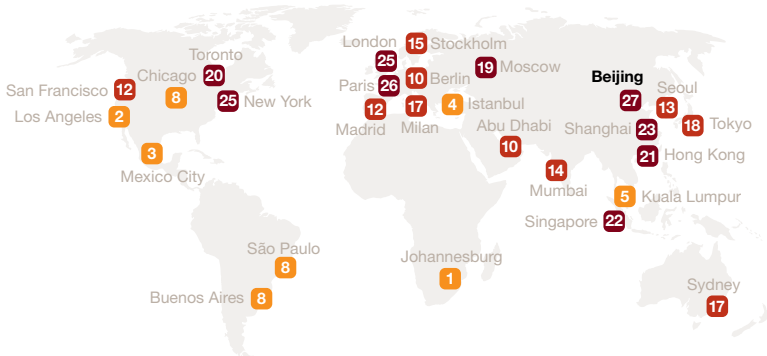 London
25
15 Stockholm
Toronto
20
Chicago
8
San Francisco 12
25 New York
Los Angeles 2
3
Mexico City
Paris 26
10 Berlin
19 Moscow
12
Madrid
17
Milan
4 Istanbul
Abu Dhabi
10
Beijing
27
Seoul
13
Shanghai 23
18 Tokyo
21 Hong Kong
14
Mumbai
5 Kuala Lumpur
Singapore 22
São Paulo
8
Buenos Aires 8
Johannesburg
1
Sydney
17